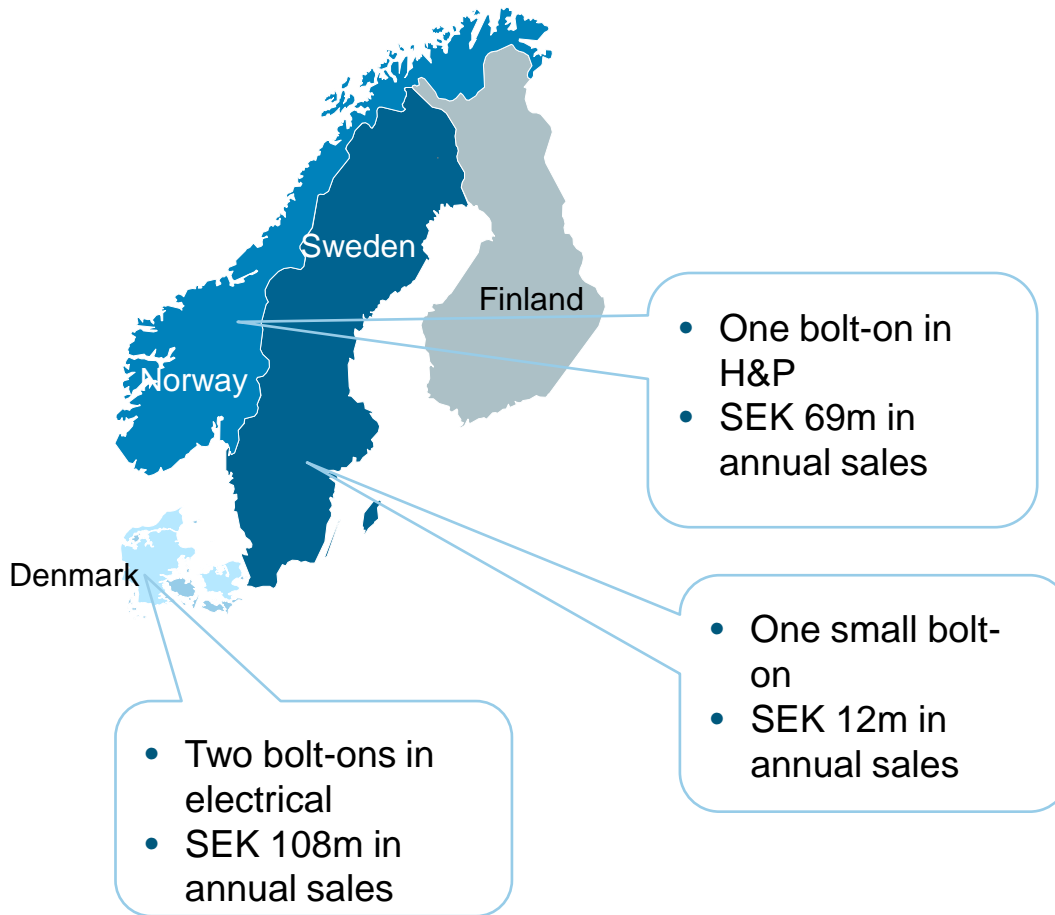 Sweden
Finland
Norway
Denmark
• One bolt-on in
H&P
• SEK 69m in
annual sales
• One small bolt-
on
• SEK 12m in
annual sales
• Two bolt-ons in
electrical
• SEK 108m in
annual sales